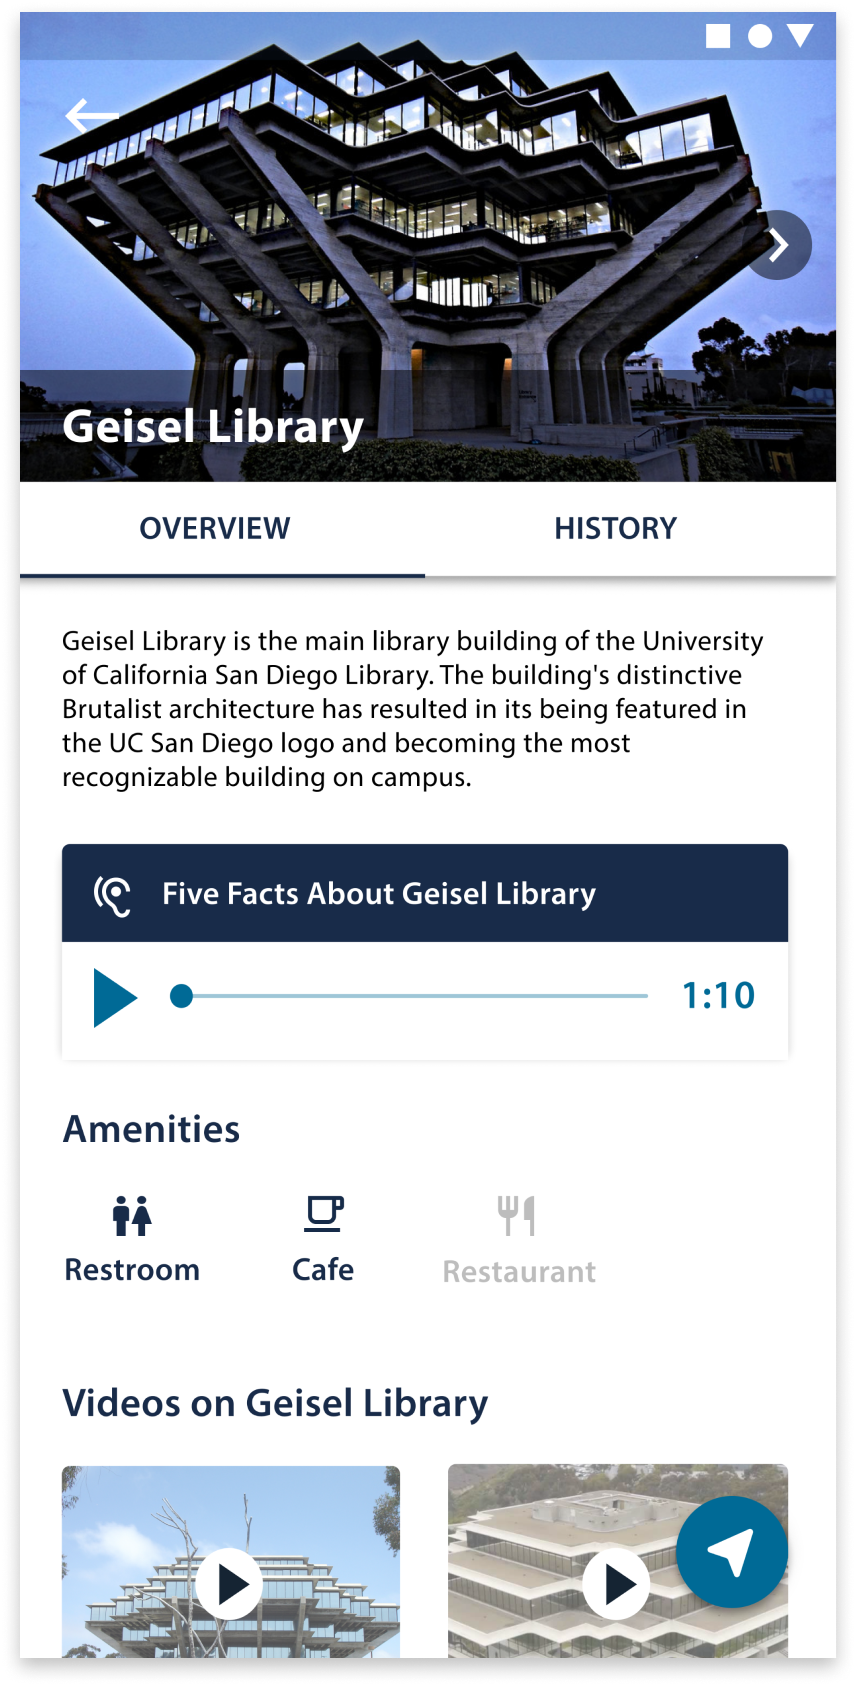 Geisel Library
OVERVIEW
HISTORY
Geisel Library is the main library building of the University
of California San Diego Library. The building's distinctive
Brutalist architecture has resulted in its being featured in
the UC San Diego logo and becoming the most
recognizable building on campus.
Five Facts About Geisel Library
1:10
Amenities
Restroom
Cafe
Restaurant
Videos on Geisel Library